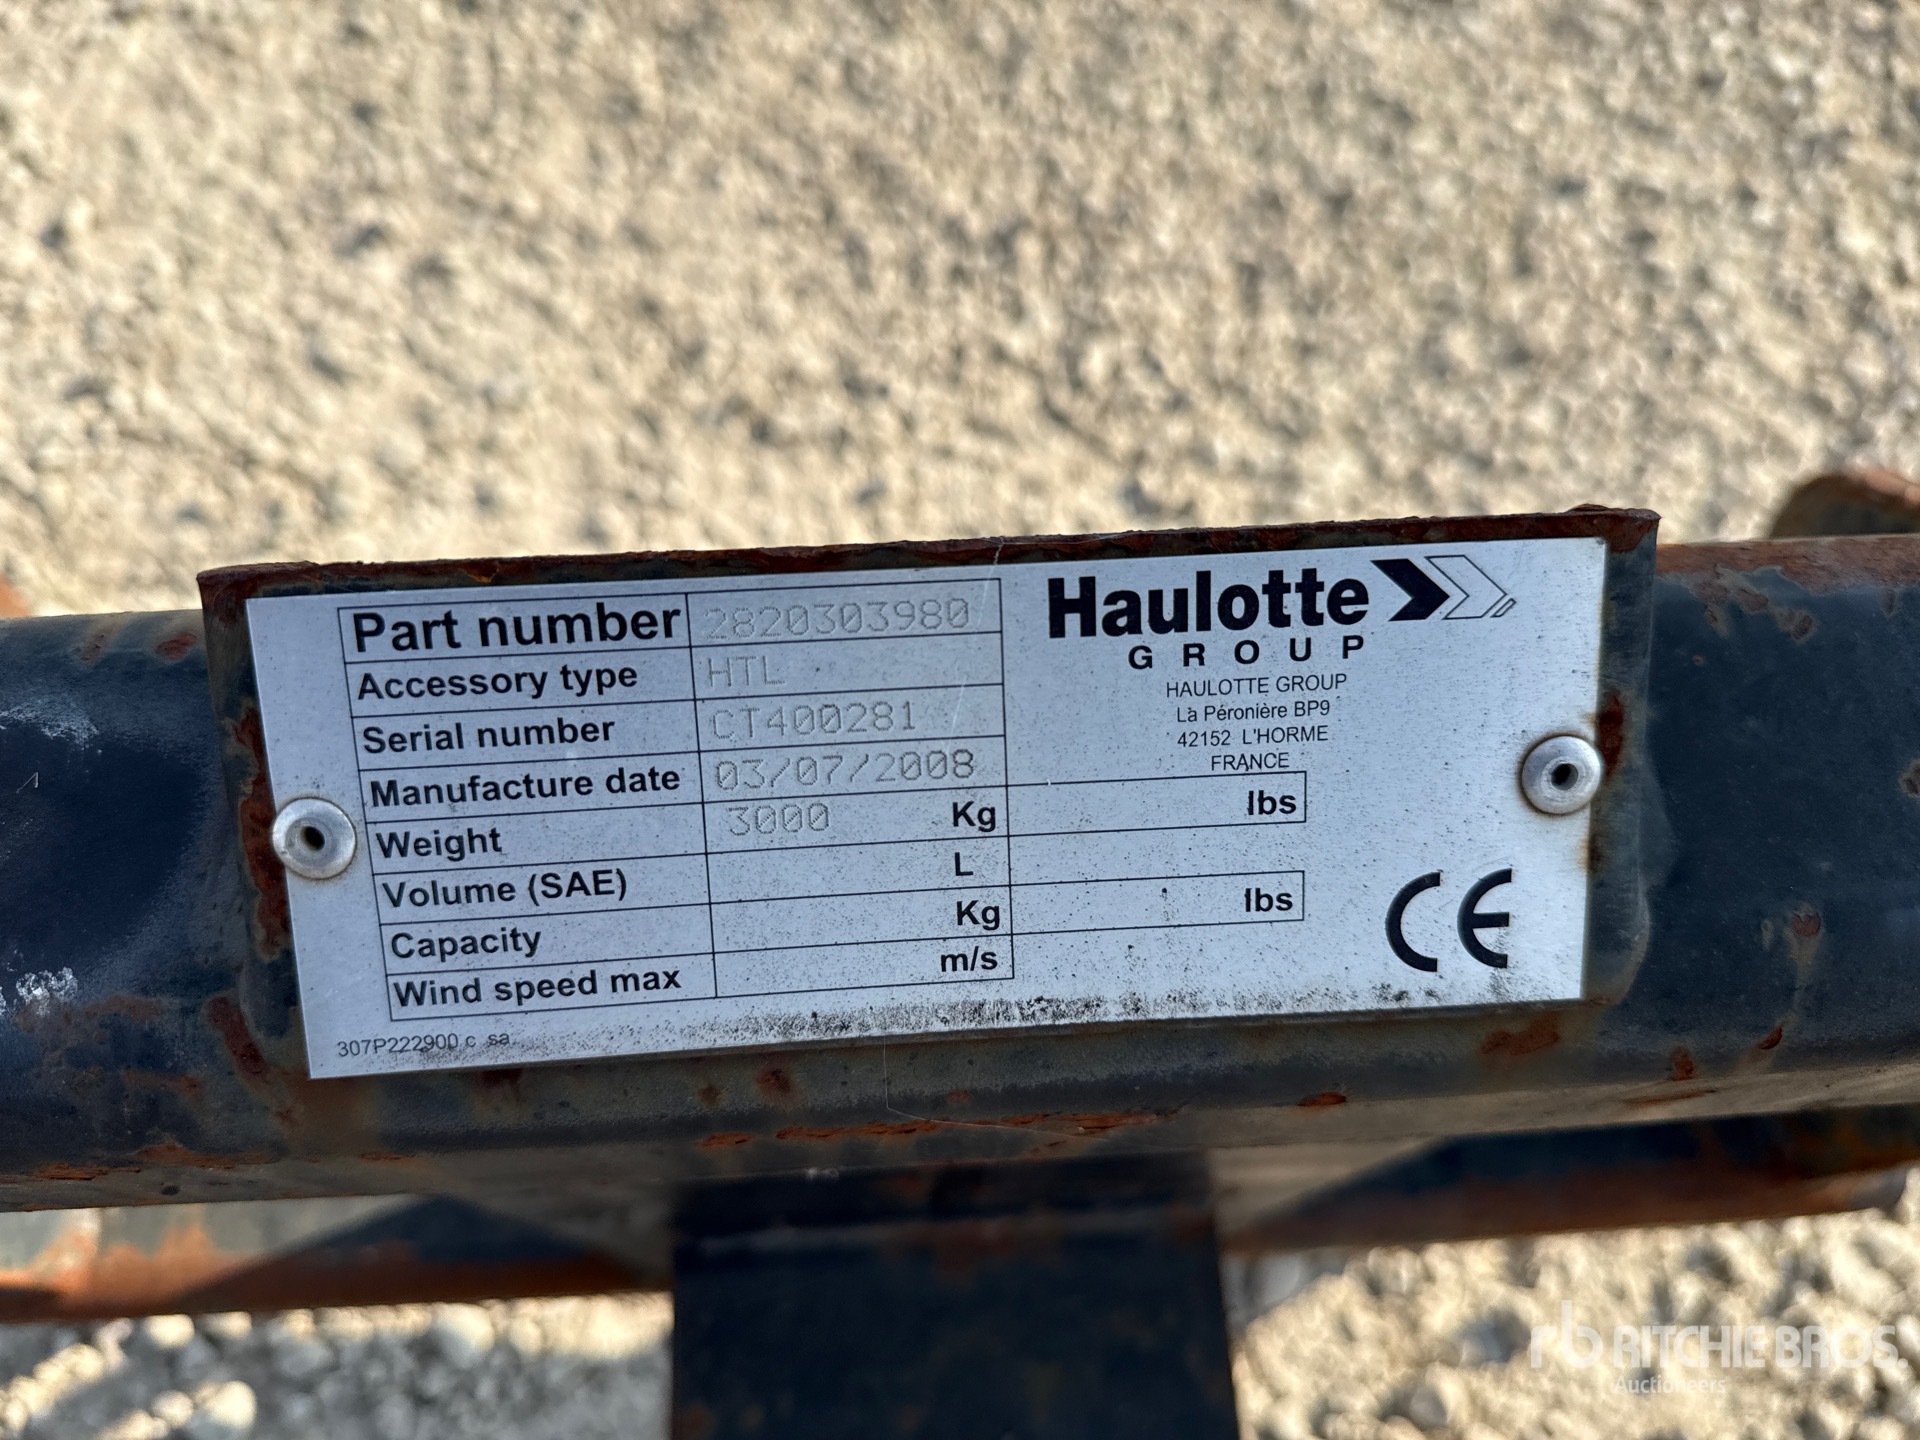 Part number 2820303980
Accessory type HTL
Serial number CT400281
Manufacture date 03/07/2008
Weight 3000 Kg lbs
Volume (SAE) L
Capacity Kg lbs
Wind speed max m/s
307P222900 c sa
Haulotte
GROUP
HAULOTTE GROUP
La Péronière BP9
42152 L'HORME
FRANCE
CE
rb RITCHIE BROS.
Auctioneers